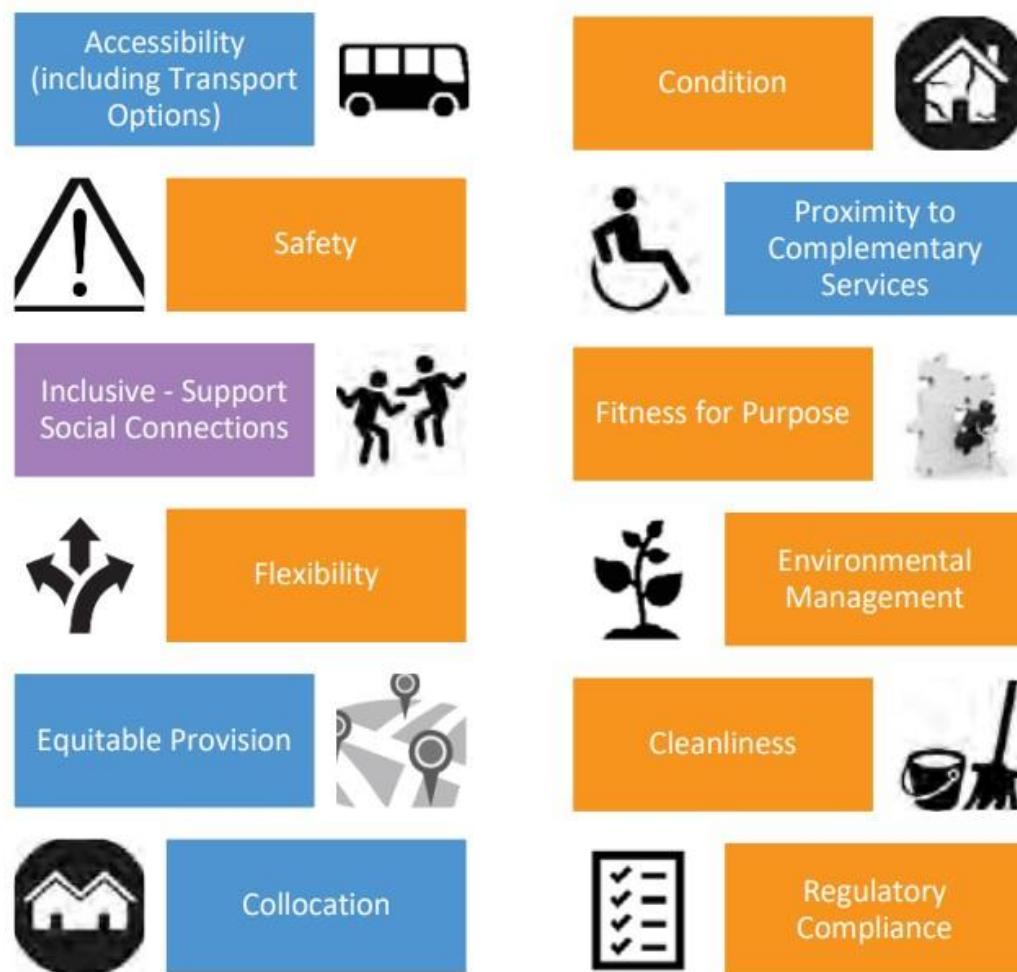 Accessibility
(including Transport
Options)
Condition
Safety
Proximity to
Complementary
Services
Inclusive - Support
Social Connections
Fitness for Purpose
Flexibility
Environmental
Management
Equitable Provision
Cleanliness
Collocation
Regulatory
Compliance